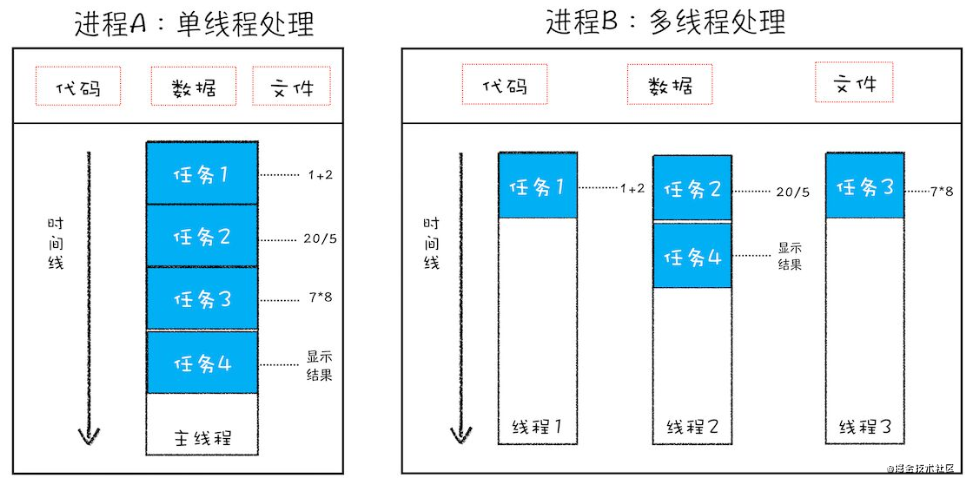 进程A：单线程处理
代码
数据
文件
时间线
任务1
1+2
任务2
20/5
任务3
7*8
任务4
显示
结果
主线程
进程B：多线程处理
代码
数据
文件
时间线
任务1
1+2
任务2
20/5
任务3
7*8
任务4
显示
结果
线程1
线程2
线程3
@掘金技术社区